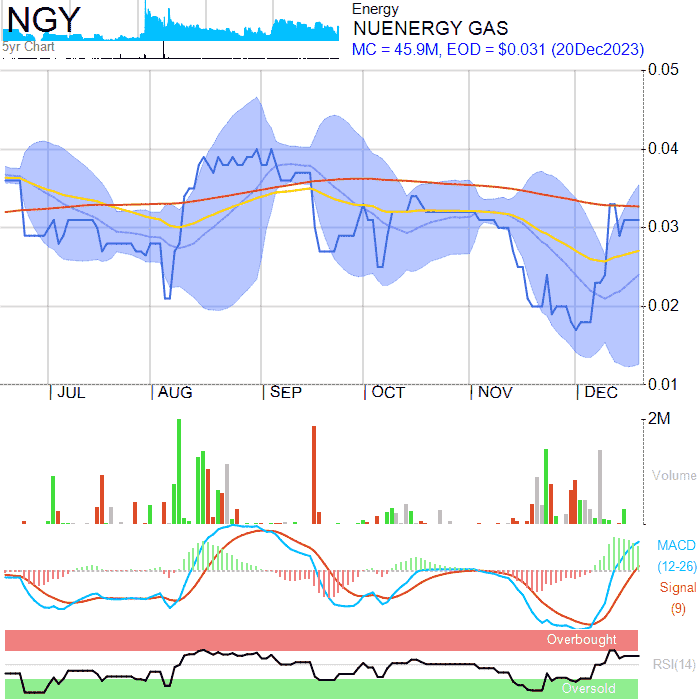 NGY
5yr Chart
Energy
NUENERGY GAS
MC = 45.9M, EOD = $0.031 (20Dec2023)
0.05
0.04
0.03
0.02
0.01
JUL AUG SEP OCT NOV DEC
2M
Volume
MACD
(12-26)
Signal
(9)
Overbought
RSI(14)
Oversold